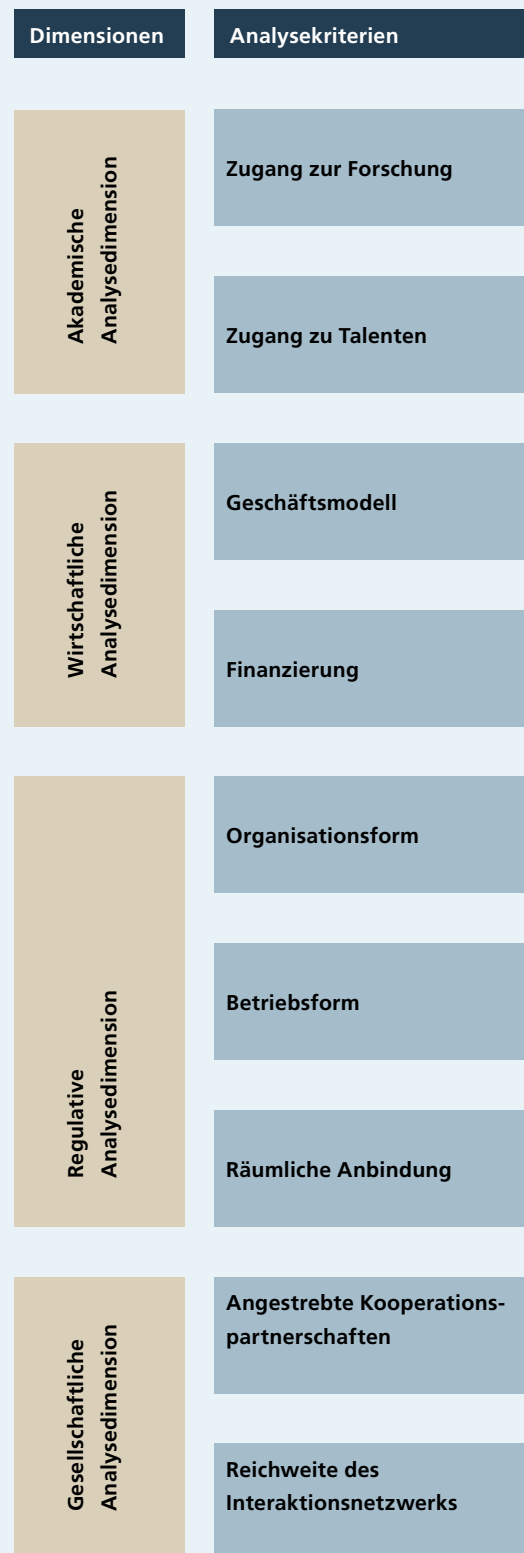 Dimensionen
Analysekriterien
Akademische
Analysedimension
Zugang zur Forschung
Zugang zu Talenten
Wirtschaftliche
Analysedimension
Geschäftsmodell
Finanzierung
Regulative
Analysedimension
Organisationsform
Betriebsform
Räumliche Anbindung
Gesellschaftliche
Analysedimension
Angestrebte Kooperations-
partnerschaften
Reichweite des
Interaktionsnetzwerks